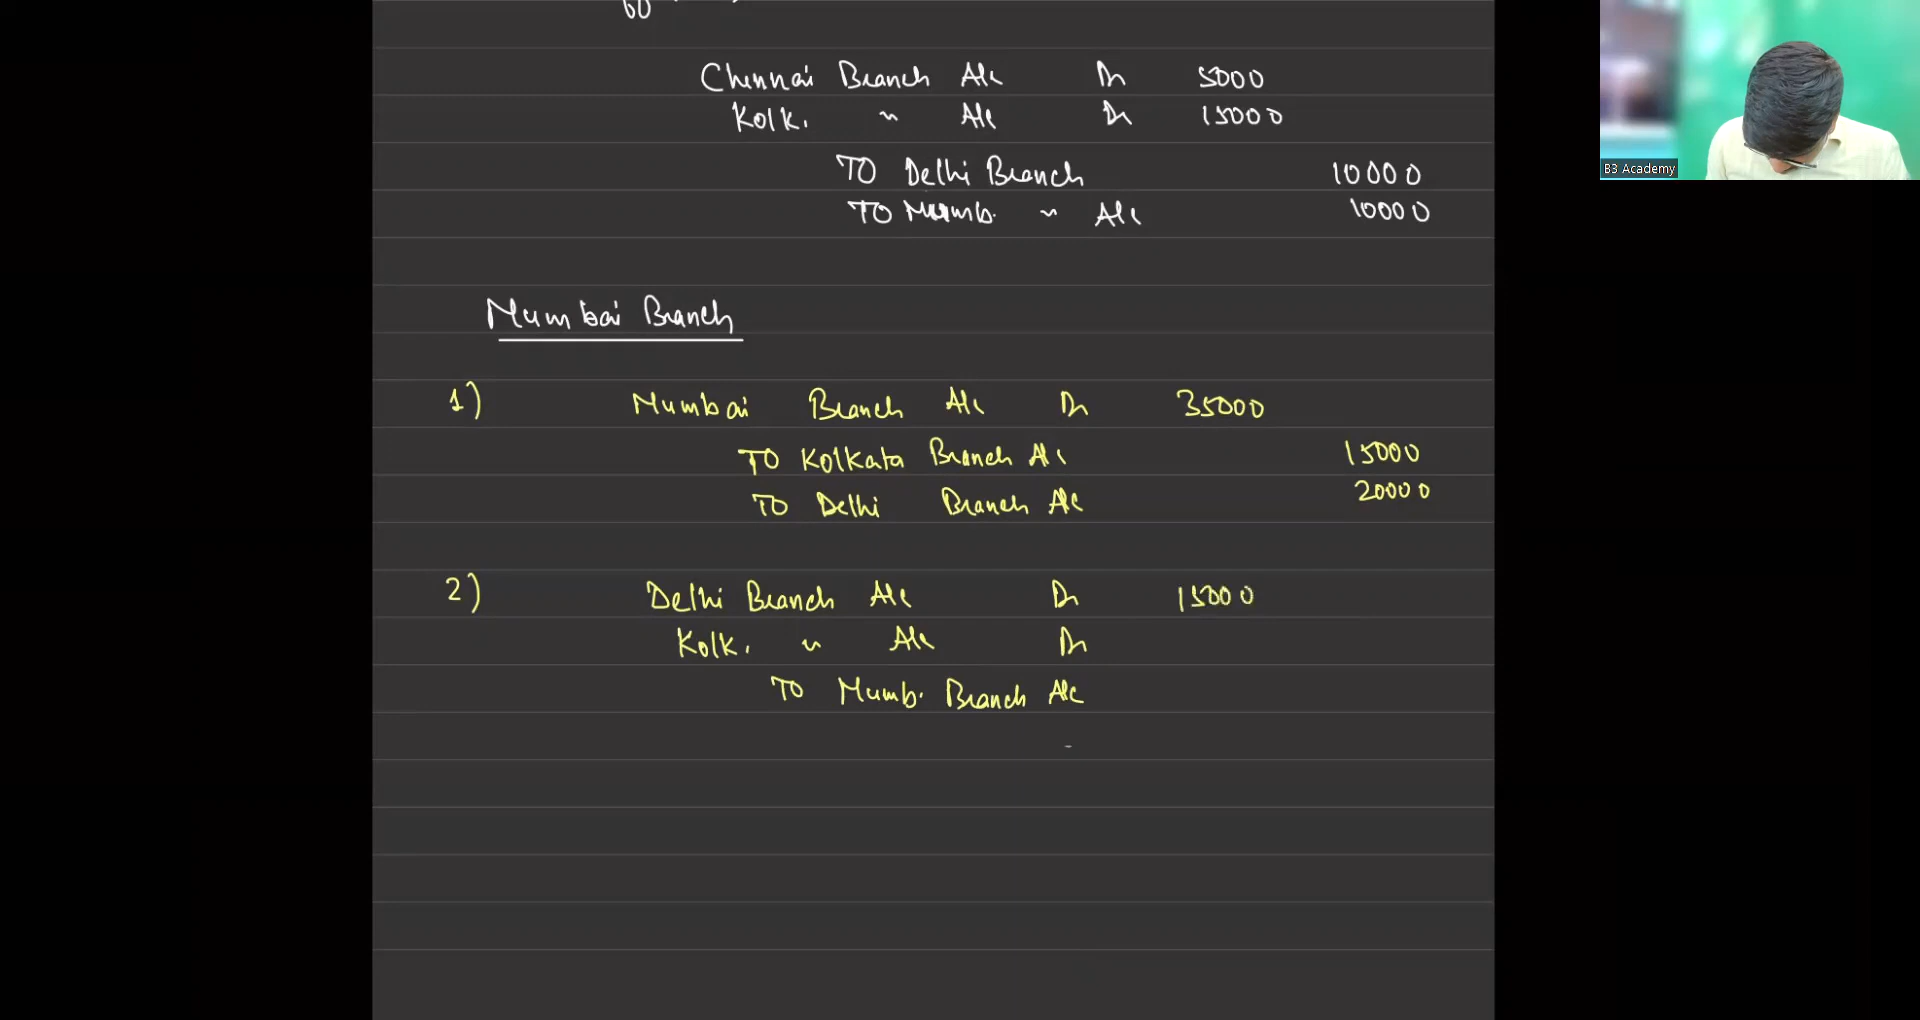 Chennai Branch A/c Dr 5000
Kolk. " A/c Dr 15000
TO Delhi Branch 10000
TO Mumb. " A/c 10000
Mumbai Branch
1) Mumbai Branch A/c Dr 35000
TO Kolkata Branch A/c 15000
TO Delhi Branch A/c 20000
2) Delhi Branch A/c Dr 15000
Kolk. " A/c Dr
TO Mumb. Branch A/c
B3 Academy